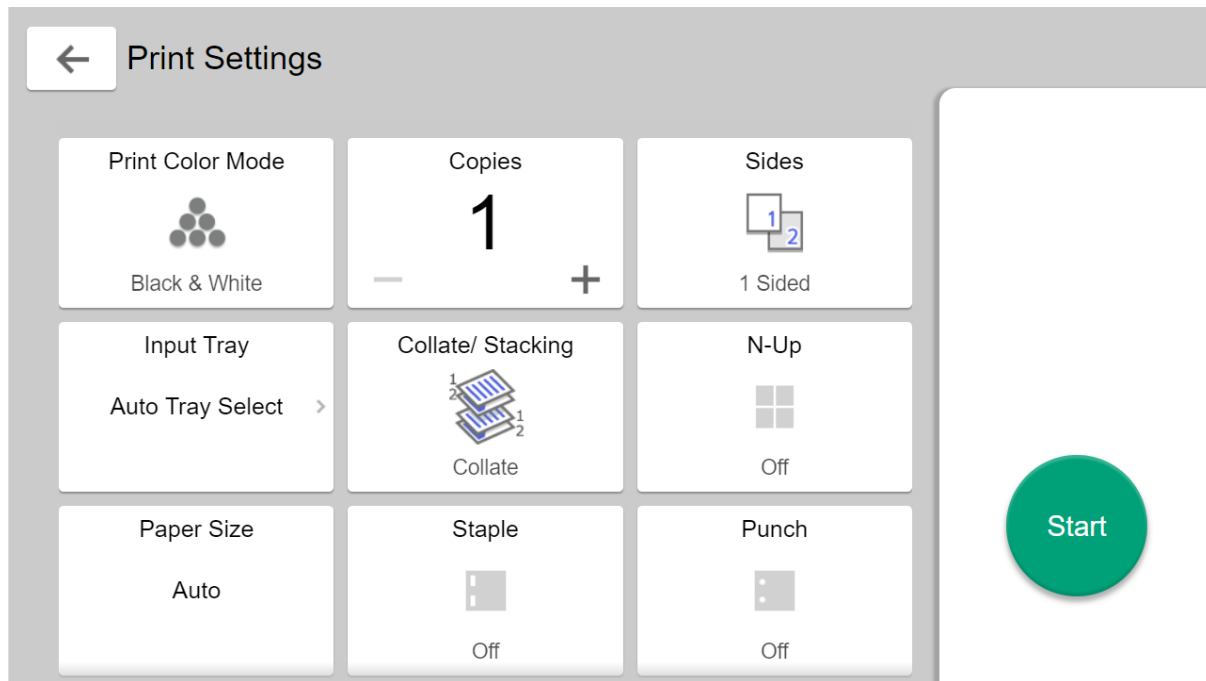 Print Settings
Print Color Mode
Black & White
Copies
1
Sides
1
2
1 Sided
Input Tray
Auto Tray Select
Collate/ Stacking
1
2
1
2
Collate
N-Up
Off
Paper Size
Auto
Staple
Off
Punch
Off
Start